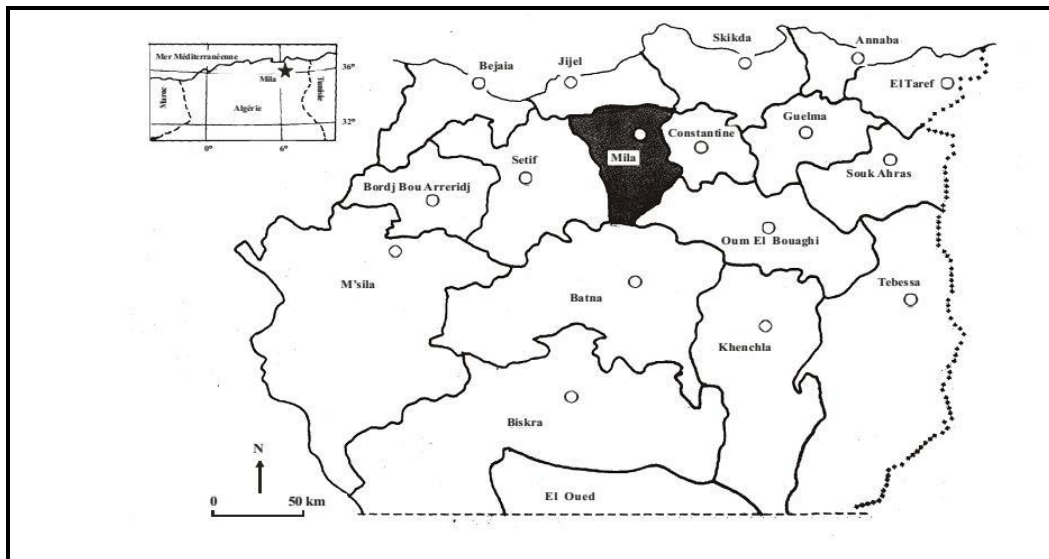 Mer Méditerranéenne
Mila
36°
Maroc
Algérie
Tunisie
32°
0°
6°
Bejaia
Jijel
Skikda
Annaba
El Taref
Guelma
Constantine
Mila
Setif
Souk Ahras
Bordj Bou Arreridj
Oum El Bouaghi
M'sila
Batna
Tebessa
Khenchla
Biskra
El Oued
N
0 50 km